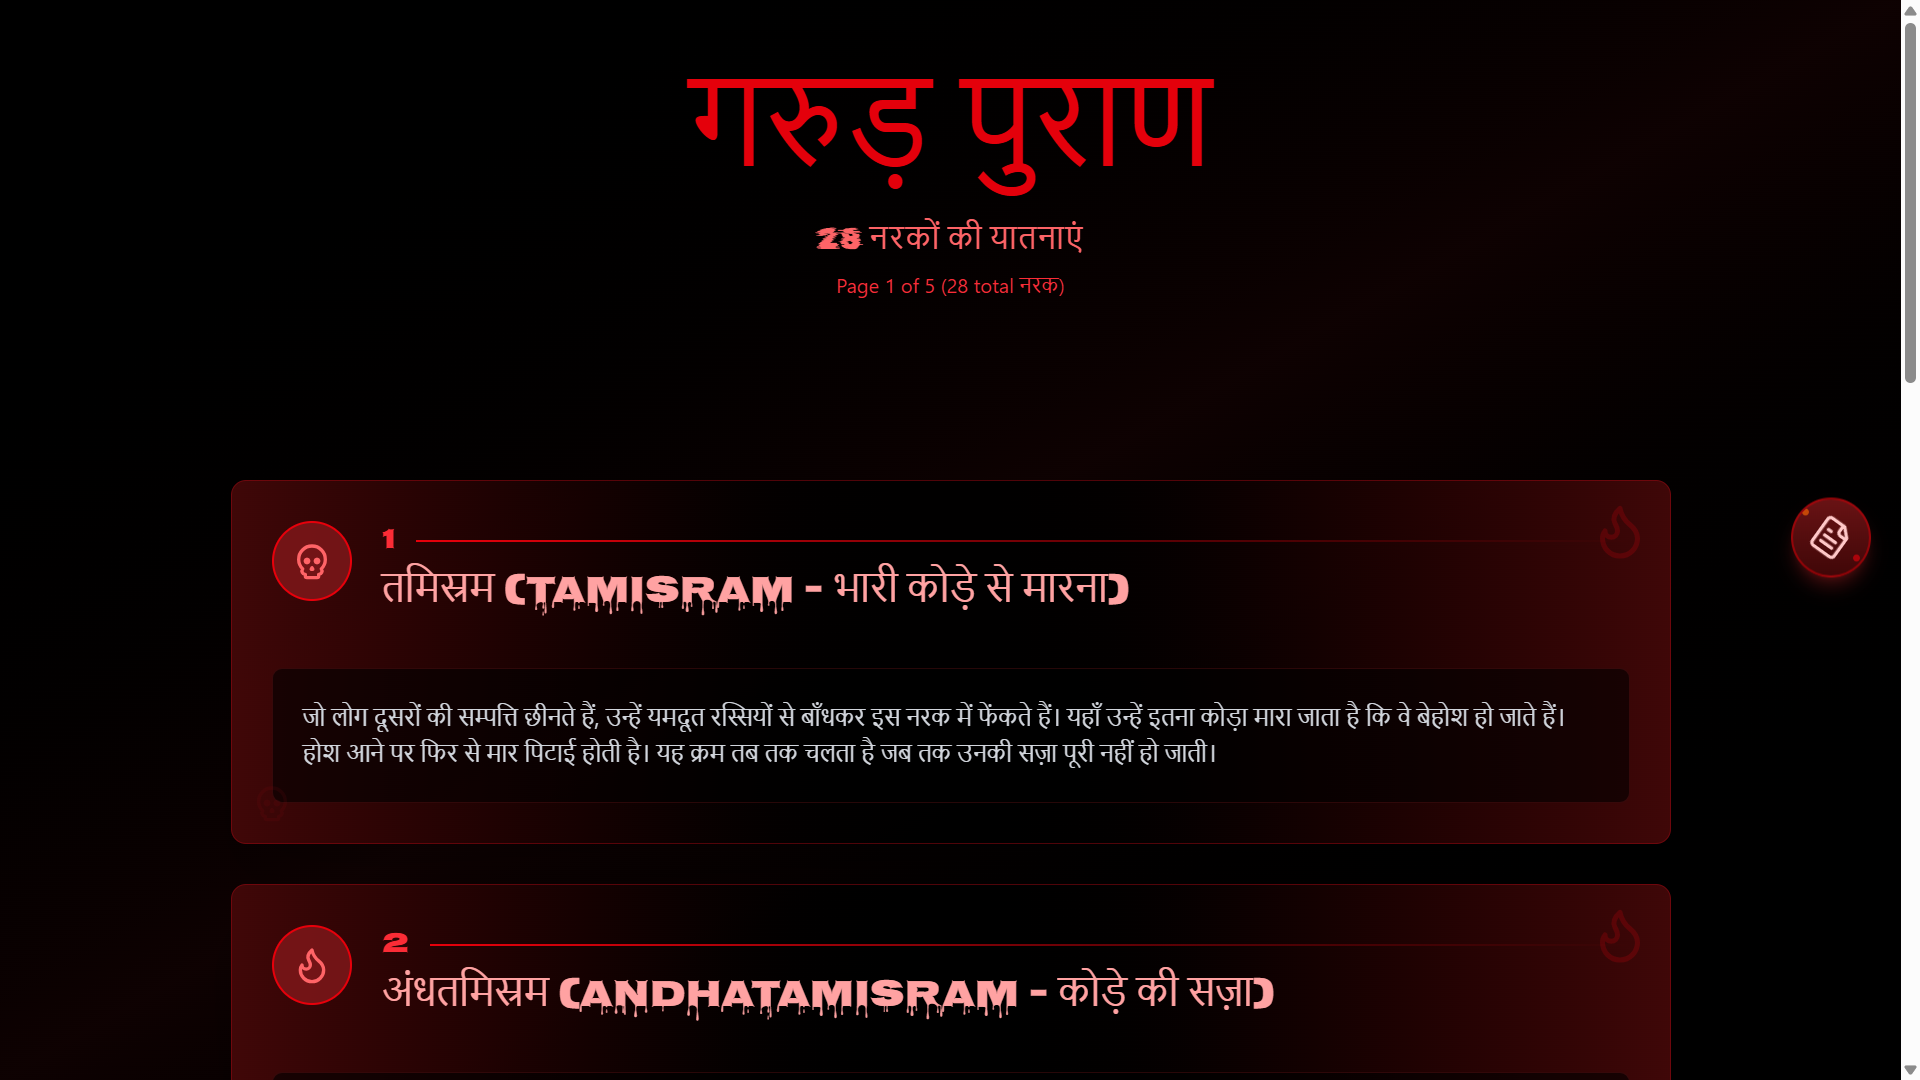 गरुड़ पुराण
28 नरकों की यातनाएं
Page 1 of 5 (28 total नरक)
1
तमिस्रम (TAMISRAM - भारी कोड़े से मारना)
जो लोग दूसरों की सम्पत्ति छीनते हैं, उन्हें यमदूत रस्सियों से बाँधकर इस नरक में फेंकते हैं। यहाँ उन्हें इतना कोड़ा मारा जाता है कि वे बेहोश हो जाते हैं।
होश आने पर फिर से मार पिटाई होती है। यह क्रम तब तक चलता है जब तक उनकी सज़ा पूरी नहीं हो जाती।
2
अंधतमिस्रम (ANDHATAMISRAM - कोड़े की सज़ा)